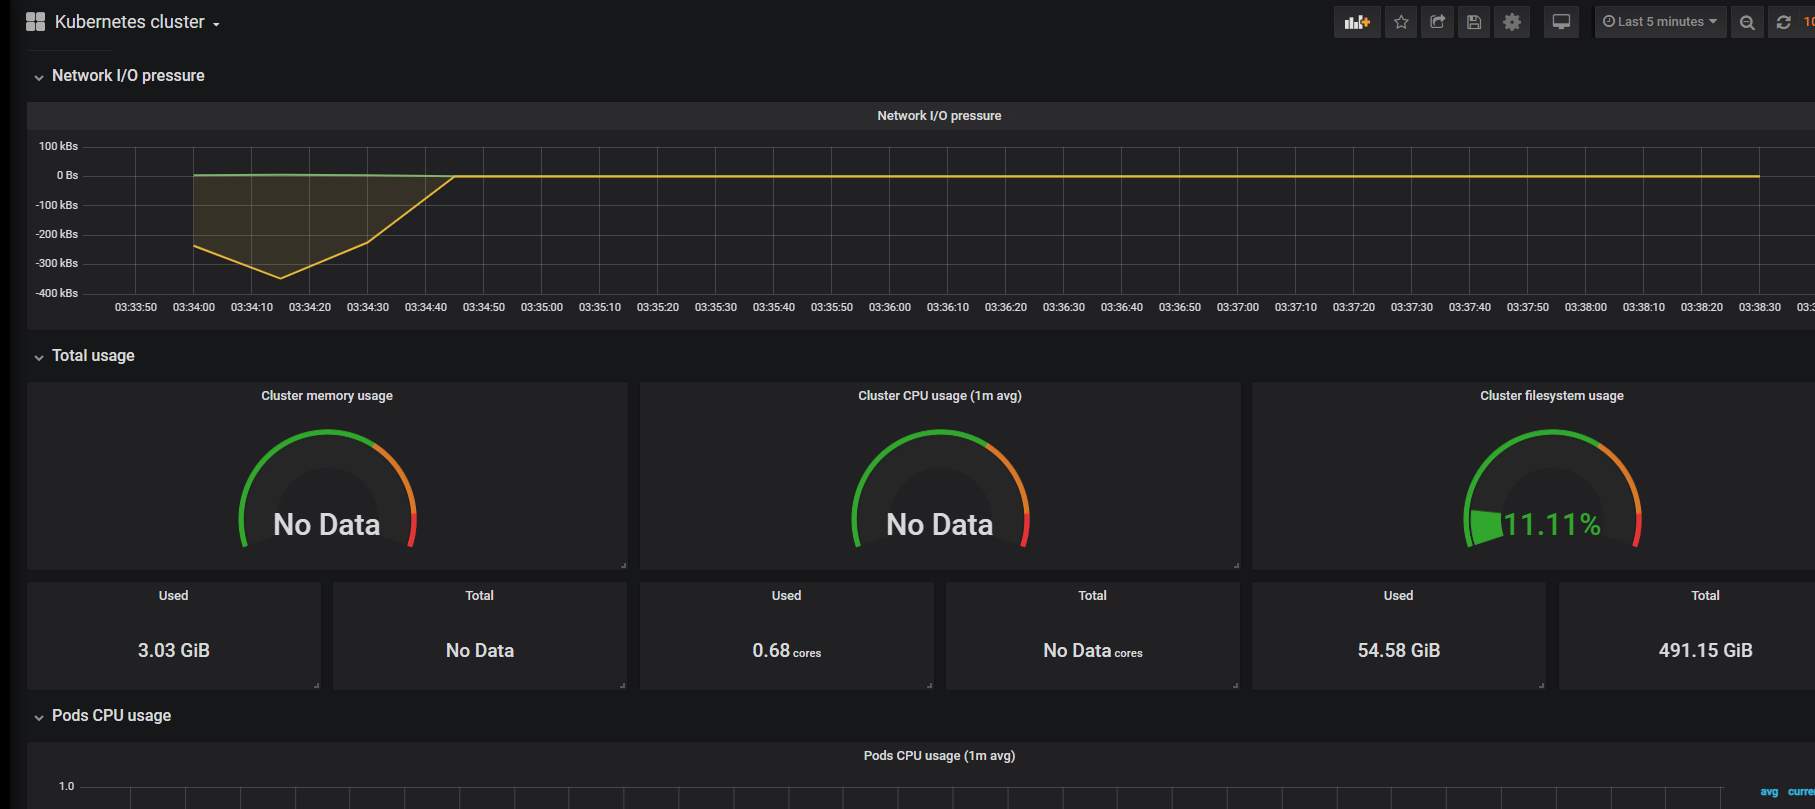 Kubernetes cluster
Last 5 minutes
Network I/O pressure
Network I/O pressure
100 kBs
0 Bs
-100 kBs
-200 kBs
-300 kBs
-400 kBs
03:33:50 03:34:00 03:34:10 03:34:20 03:34:30 03:34:40 03:34:50 03:35:00 03:35:10 03:35:20 03:35:30 03:35:40 03:35:50 03:36:00 03:36:10 03:36:20 03:36:30 03:36:40 03:36:50 03:37:00 03:37:10 03:37:20 03:37:30 03:37:40 03:37:50 03:38:00 03:38:10 03:38:20 03:38:30
Total usage
Cluster memory usage Cluster CPU usage (1m avg) Cluster filesystem usage
No Data No Data 11.11%
Used Total Used Total Used Total
3.03 GiB No Data 0.68 cores No Data cores 54.58 GiB 491.15 GiB
Pods CPU usage
Pods CPU usage (1m avg)
1.0
avg